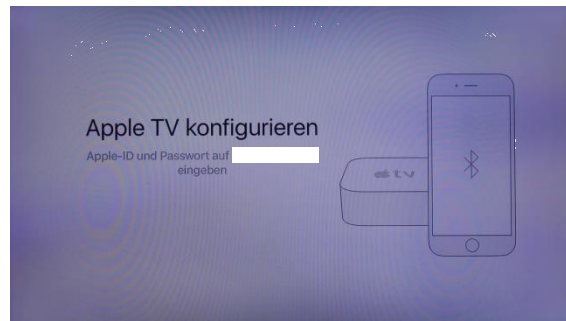 Apple TV konfigurieren
Apple-ID und Passwort auf
eingeben
tv